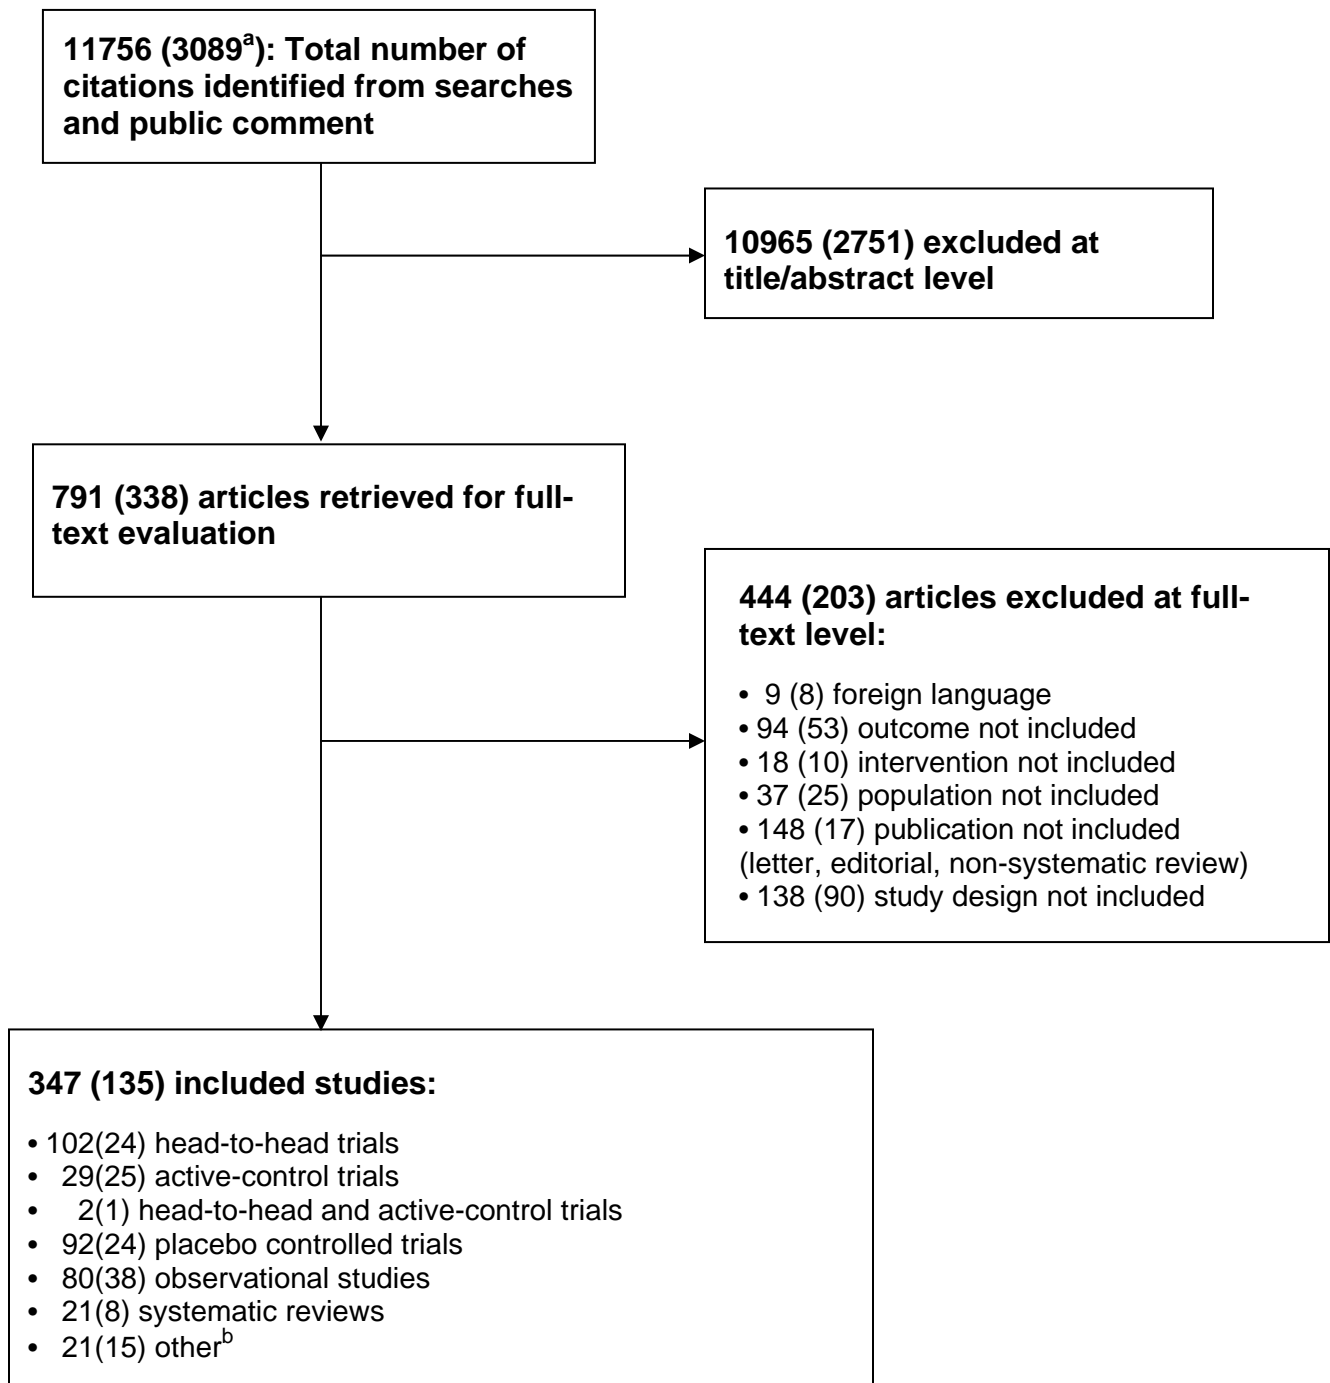 11756 (3089a): Total number of
citations identified from searches
and public comment
10965 (2751) excluded at
title/abstract level
791 (338) articles retrieved for full-
text evaluation
444 (203) articles excluded at full-
text level:
• 9 (8) foreign language
• 94 (53) outcome not included
• 18 (10) intervention not included
• 37 (25) population not included
• 148 (17) publication not included
(letter, editorial, non-systematic review)
• 138 (90) study design not included
347 (135) included studies:
• 102(24) head-to-head trials
• 29(25) active-control trials
• 2(1) head-to-head and active-control trials
• 92(24) placebo controlled trials
• 80(38) observational studies
• 21(8) systematic reviews
• 21(15) otherb